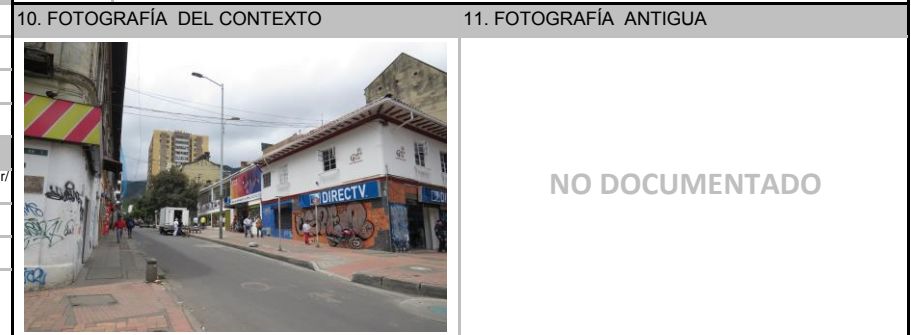 10. FOTOGRAFÍA DEL CONTEXTO
11. FOTOGRAFÍA ANTIGUA
r/
DIRECTV
NO DOCUMENTADO